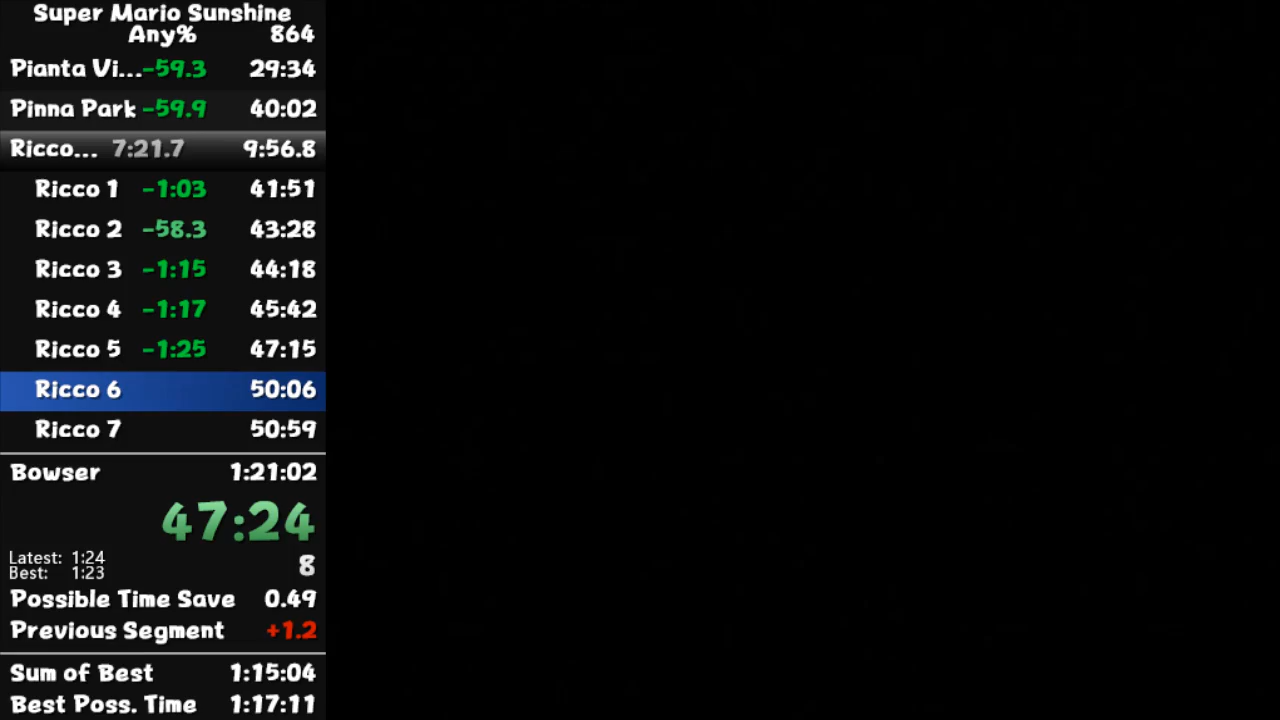 Super Mario Sunshine
Any% 864
Pianta Vi... -59.3 29:34
Pinna Park -59.9 40:02
Ricco... 7:21.7 9:56.8
Ricco 1 -1:03 41:51
Ricco 2 -58.3 43:28
Ricco 3 -1:15 44:18
Ricco 4 -1:17 45:42
Ricco 5 -1:25 47:15
Ricco 6 50:06
Ricco 7 50:59
Bowser 1:21:02
47:24
Latest: 1:24
Best: 1:23 8
Possible Time Save 0.49
Previous Segment +1.2
Sum of Best 1:15:04
Best Poss. Time 1:17:11